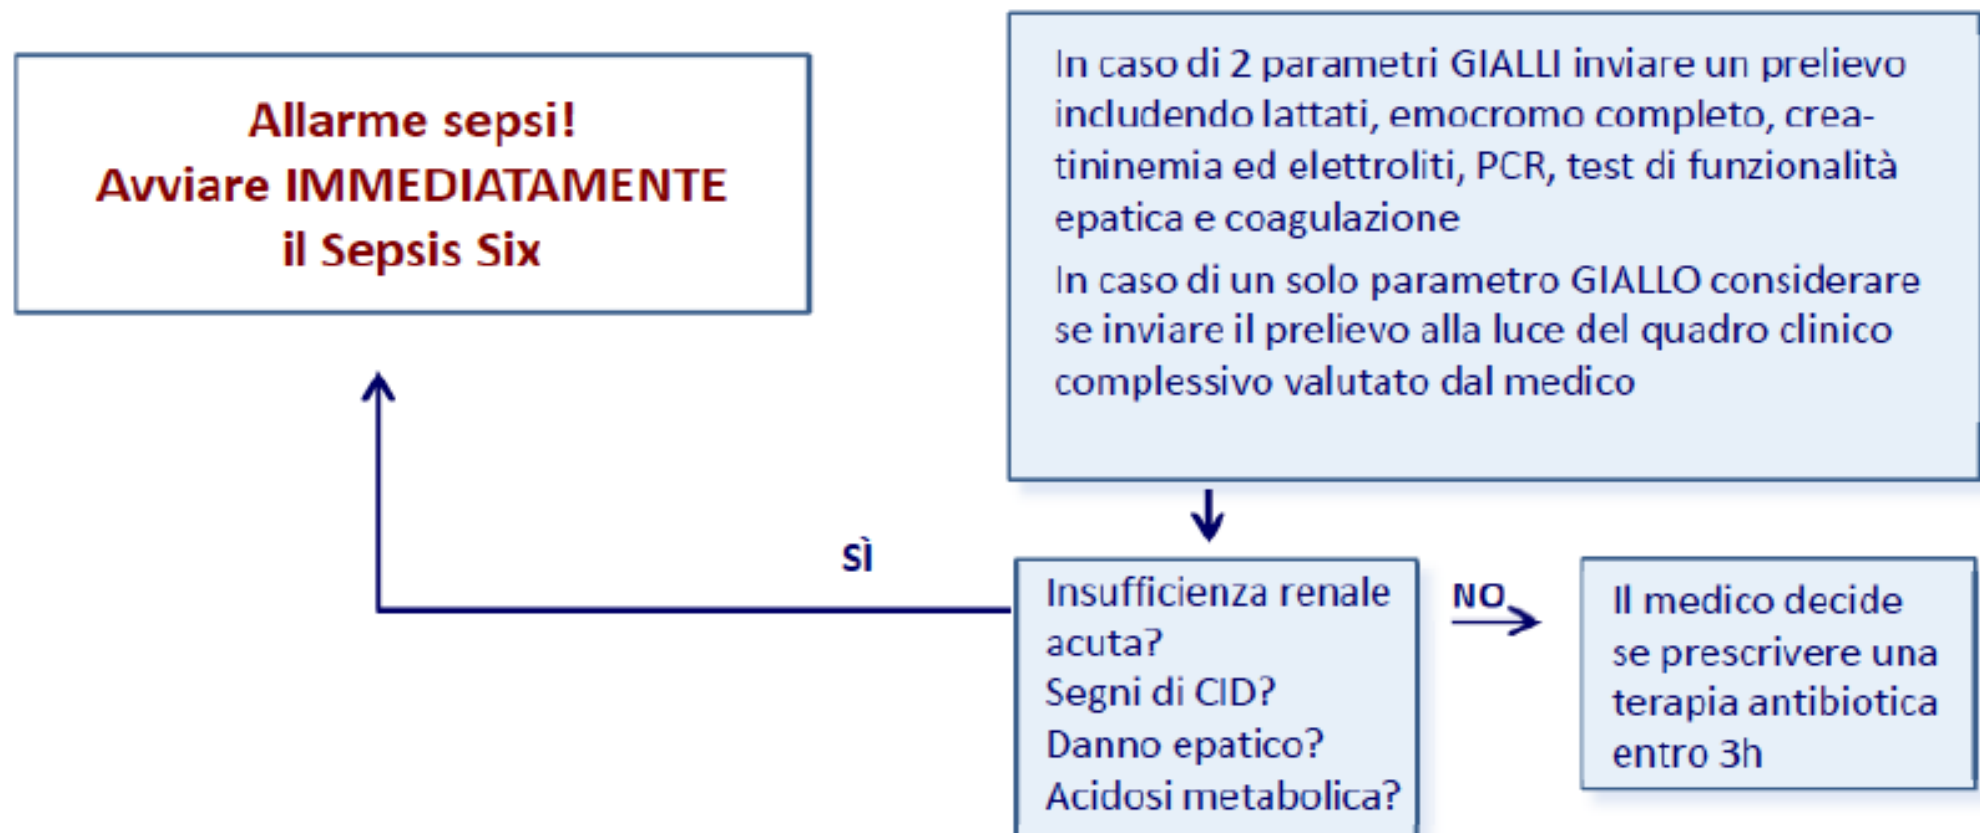 Allarme sepsi!
Avviare IMMEDIATAMENTE
il Sepsis Six
In caso di 2 parametri GIALLI inviare un prelievo
includendo lattati, emocromo completo, crea-
tininemia ed elettroliti, PCR, test di funzionalità
epatica e coagulazione
In caso di un solo parametro GIALLO considerare
se inviare il prelievo alla luce del quadro clinico
complessivo valutato dal medico
SÌ
Insufficienza renale
acuta?
Segni di CID?
Danno epatico?
Acidosi metabolica?
NO
Il medico decide
se prescrivere una
terapia antibiotica
entro 3h